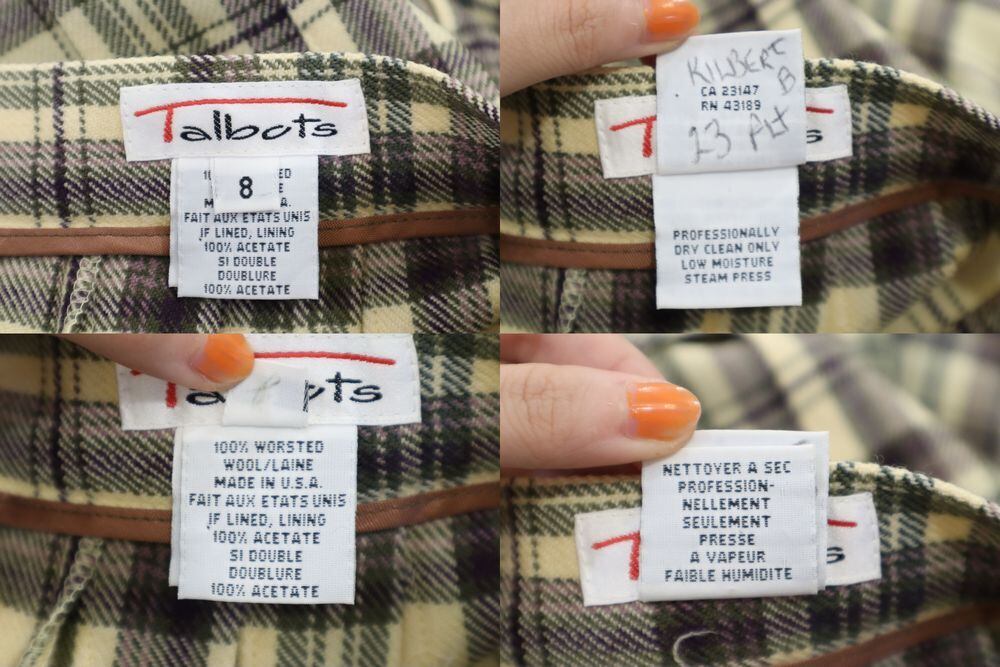 Talbots
8
FAIT AUX ETATS UNIS
IF LINED, LINING
100% ACETATE
SI DOUBLE
DOUBLURE
100% ACETATE
KILBERT
B
CA 23147
RN 43189
23 Alt
PROFESSIONALLY
DRY CLEAN ONLY
LOW MOISTURE
STEAM PRESS
100% WORSTED
WOOL/LAINE
MADE IN U.S.A.
FAIT AUX ETATS UNIS
IF LINED, LINING
100% ACETATE
SI DOUBLE
DOUBLURE
100% ACETATE
NETTOYER A SEC
PROFESSION-
NELLEMENT
SEULEMENT
PRESSE
A VAPEUR
FAIBLE HUMIDITE